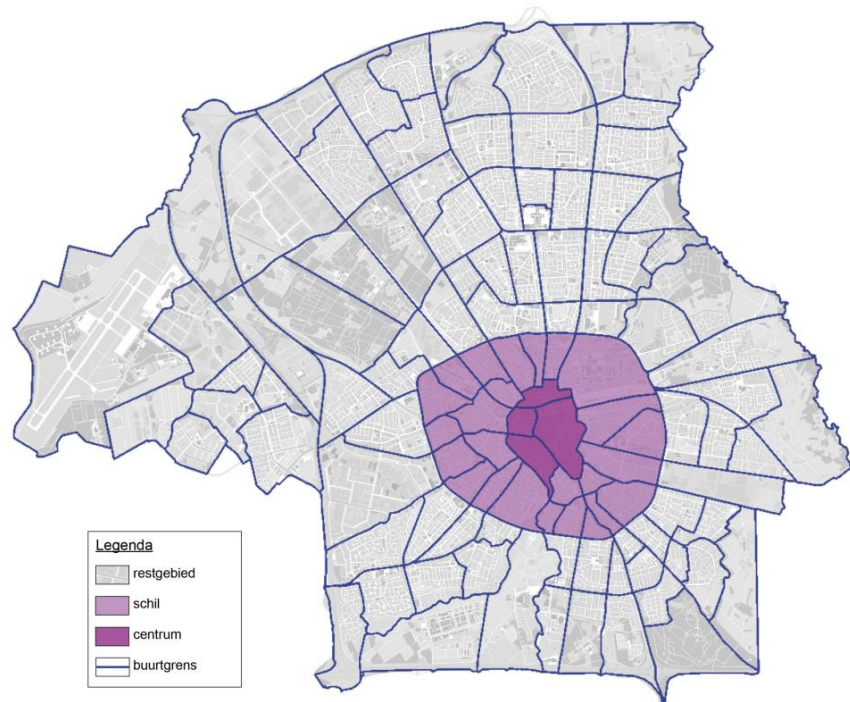 Legenda
restgebied
schil
centrum
buurtgrens